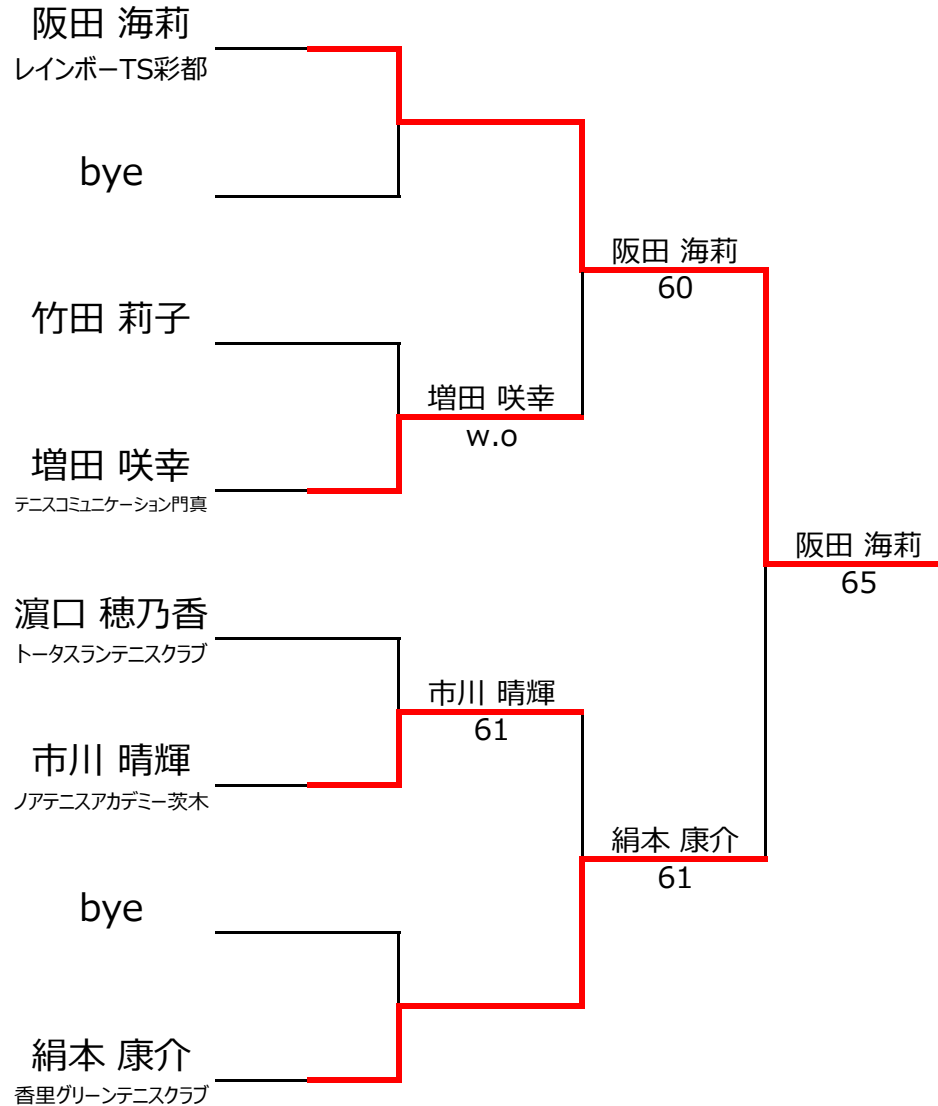 阪田 海莉
レインボーTS彩都
bye
竹田 莉子
増田 咲幸
テニスコミュニケーション門真
濵口 穂乃香
トータスランテニスクラブ
市川 晴輝
ノアテニスアカデミー茨木
bye
絹本 康介
香里グリーンテニスクラブ
増田 咲幸
w.o
市川 晴輝
61
阪田 海莉
60
絹本 康介
61
阪田 海莉
65